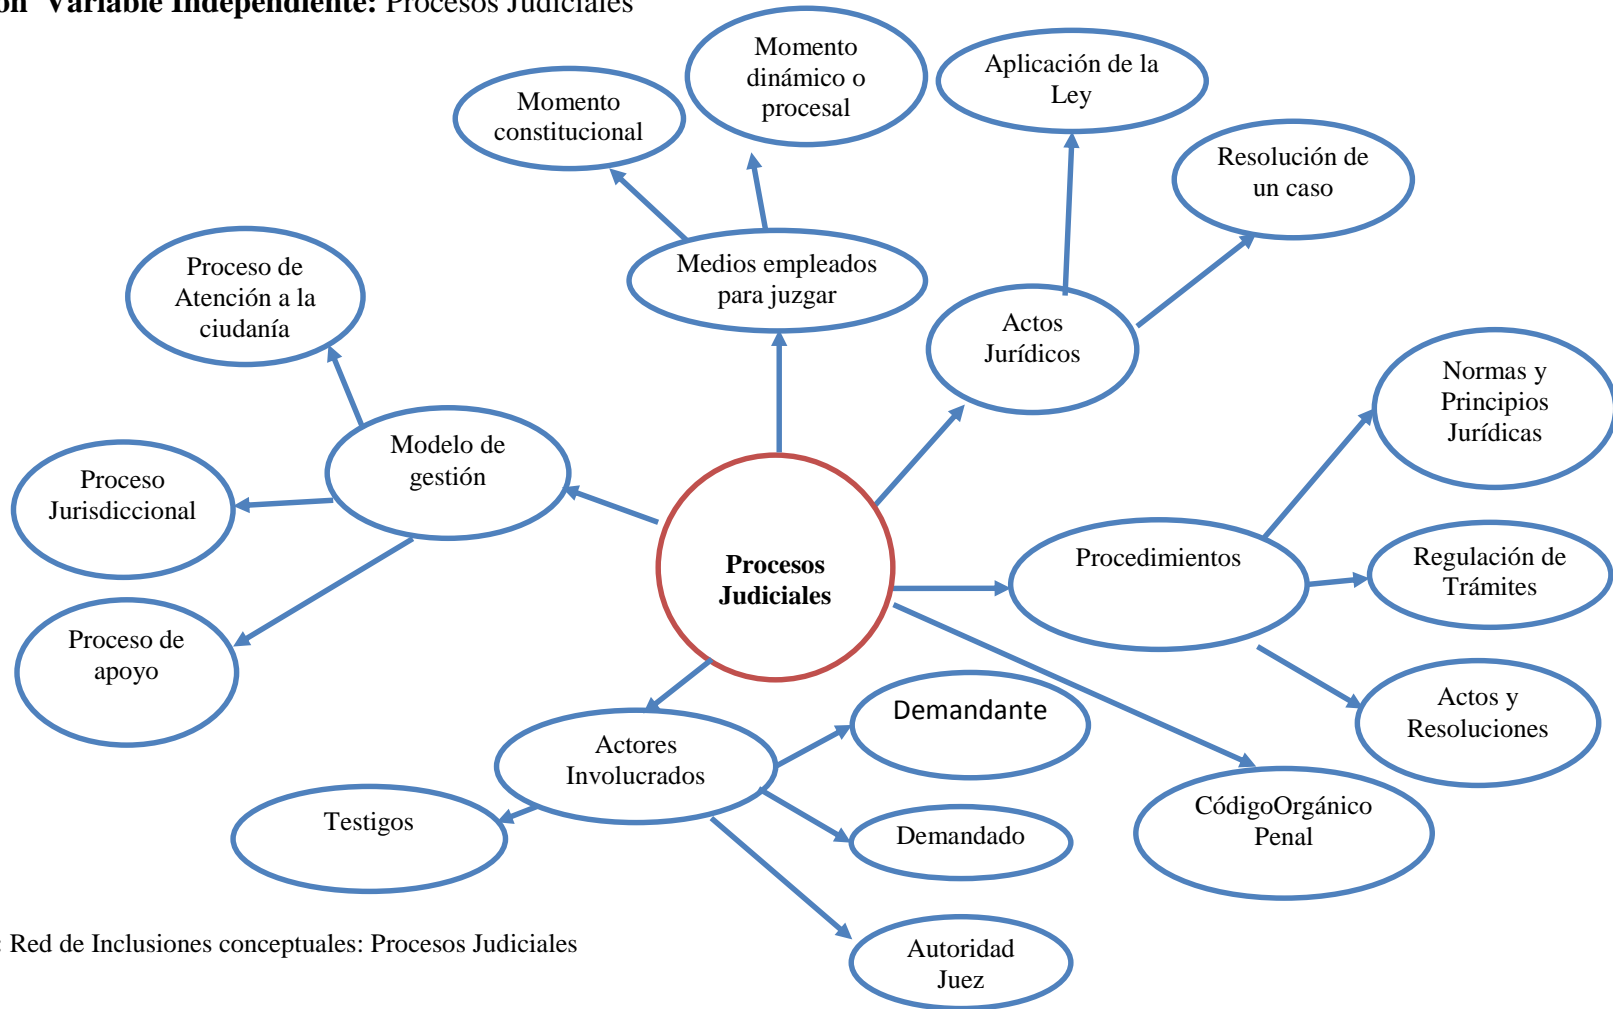 Variable Independiente: Procesos Judiciales
Momento
dinámico o
procesal
Aplicación de la
Ley
Momento
constitucional
Resolución de
un caso
Proceso de
Atención a la
ciudanía
Medios empleados
para juzgar
Actos
Jurídicos
Normas y
Principios
Jurídicas
Modelo de
gestión
Proceso
Jurisdiccional
Procesos
Judiciales
Procedimientos
Regulación de
Trámites
Proceso de
apoyo
Actos y
Resoluciones
Demandante
Actores
Involucrados
CódigoOrgánico
Penal
Testigos
Demandado
Autoridad
Juez
: Red de Inclusiones conceptuales: Procesos Judiciales